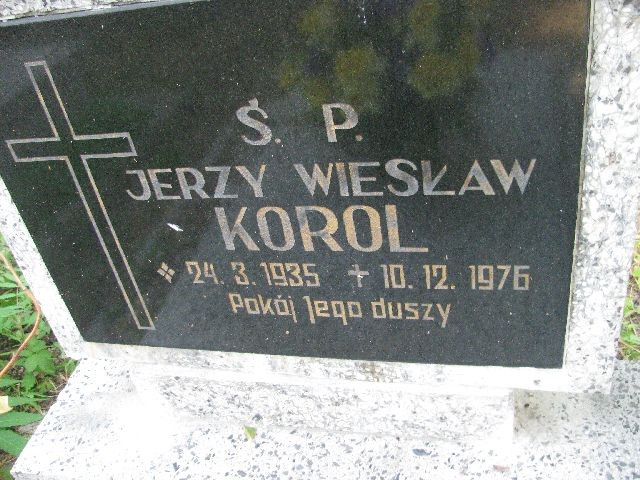 Ś. P.
JERZY WIESŁAW
KOROL
24. 3. 1935 ✝ 10. 12. 1976
Pokój Jego duszy